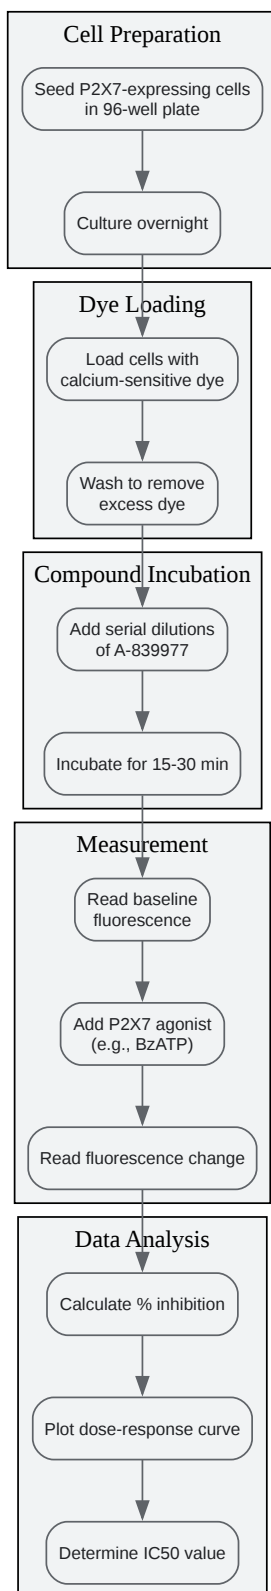 Cell Preparation
Seed P2X7-expressing cells
in 96-well plate
Culture overnight
Dye Loading
Load cells with
calcium-sensitive dye
Wash to remove
excess dye
Compound Incubation
Add serial dilutions
of A-839977
Incubate for 15-30 min
Measurement
Read baseline
fluorescence
Add P2X7 agonist
(e.g., BzATP)
Read fluorescence change
Data Analysis
Calculate % inhibition
Plot dose-response curve
Determine IC50 value